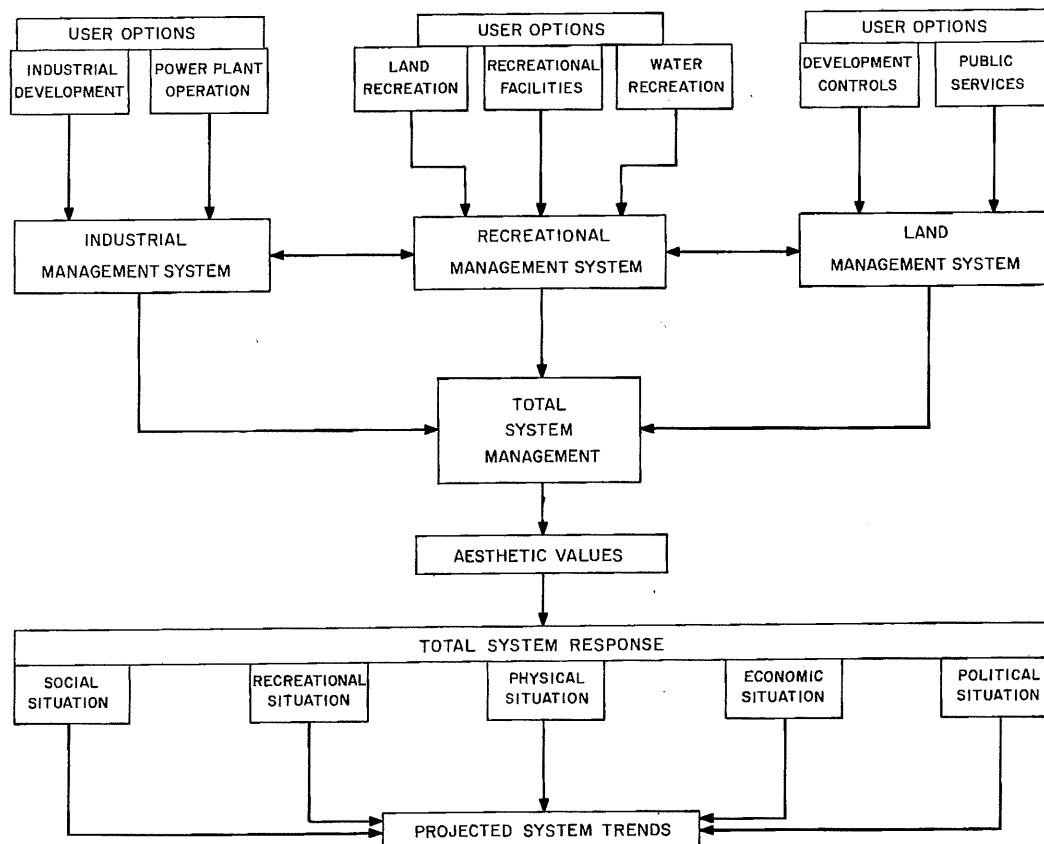 USER OPTIONS
INDUSTRIAL
DEVELOPMENT
POWER PLANT
OPERATION
USER OPTIONS
LAND
RECREATION
RECREATIONAL
FACILITIES
WATER
RECREATION
USER OPTIONS
DEVELOPMENT
CONTROLS
PUBLIC
SERVICES
INDUSTRIAL
MANAGEMENT SYSTEM
RECREATIONAL
MANAGEMENT SYSTEM
LAND
MANAGEMENT SYSTEM
TOTAL
SYSTEM
MANAGEMENT
AESTHETIC VALUES
TOTAL SYSTEM RESPONSE
SOCIAL
SITUATION
RECREATIONAL
SITUATION
PHYSICAL
SITUATION
ECONOMIC
SITUATION
POLITICAL
SITUATION
PROJECTED SYSTEM TRENDS